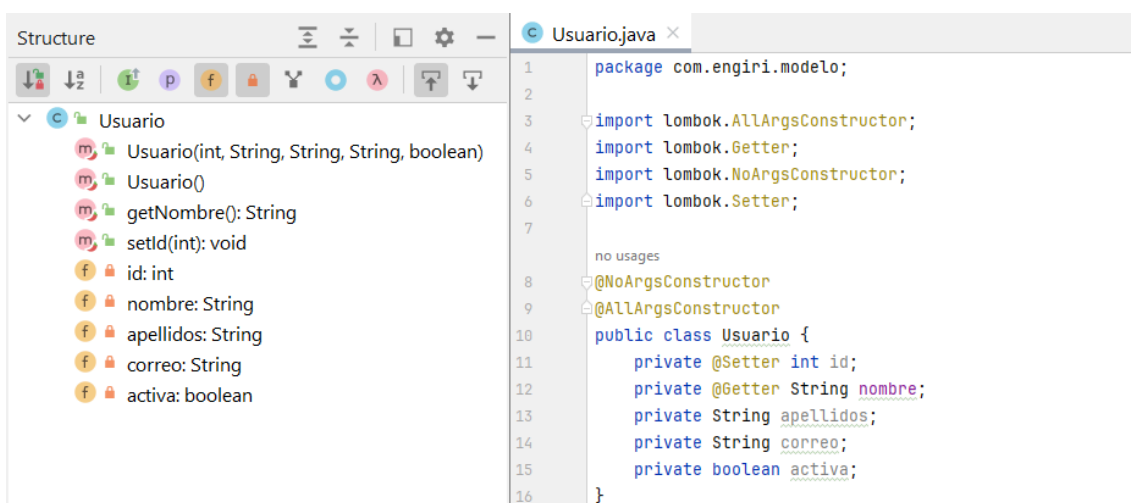 Structure
Usuario
Usuario(int, String, String, String, boolean)
Usuario()
getNombre(): String
setId(int): void
id: int
nombre: String
apellidos: String
correo: String
activa: boolean
Usuario.java
1 package com.engiri.modelo;
2
3 import lombok.AllArgsConstructor;
4 import lombok.Getter;
5 import lombok.NoArgsConstructor;
6 import lombok.Setter;
7
no usages
8 @NoArgsConstructor
9 @AllArgsConstructor
10 public class Usuario {
11 private @Setter int id;
12 private @Getter String nombre;
13 private String apellidos;
14 private String correo;
15 private boolean activa;
16 }